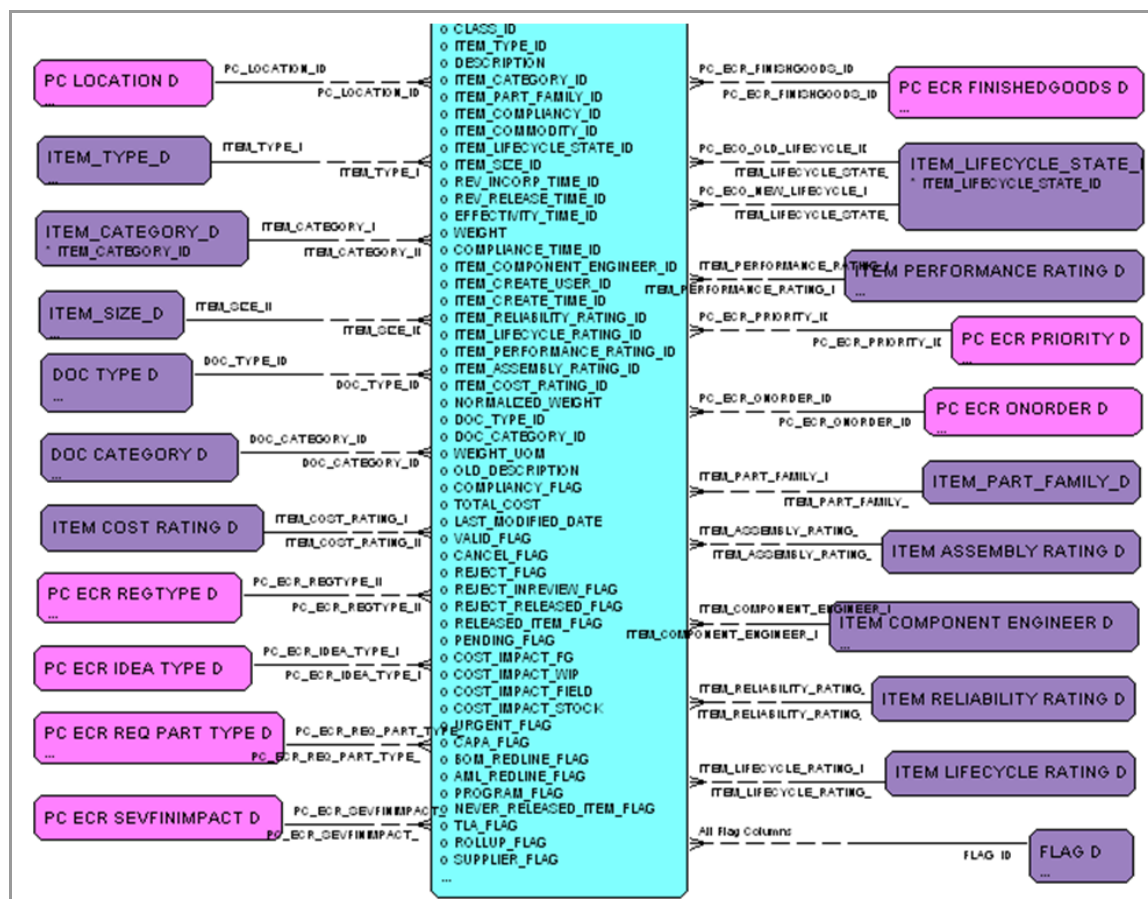 PC LOCATION D
...
PC_LOCATION_ID
PC_LOCATION_ID
ITEM_TYPE_D
...
ITEM_TYPE_I
ITEM_TYPE_I
ITEM_CATEGORY_D
* ITEM_CATEGORY_ID
ITEM_CATEGORY_I
ITEM_CATEGORY_II
ITEM_SIZE_D
...
ITEM_SIZE_II
ITEM_SIZE_II
DOC TYPE D
...
DOC_TYPE_ID
DOC_TYPE_ID
DOC CATEGORY D
...
DOC_CATEGORY_ID
DOC_CATEGORY_ID
ITEM COST RATING D
ITEM_COST_RATING_I
ITEM_COST_RATING_II
PC ECR REGTYPE D
...
PC_ECR_REGTYPE_II
PC_ECR_REGTYPE_II
PC ECR IDEA TYPE D
PC_ECR_IDEA_TYPE_I
PC_ECR_IDEA_TYPE_I
PC ECR REQ PART TYPE D
...
PC_ECR_REQ_PART_TYPE_
PC_ECR_REQ_PART_TYPE_
PC ECR SEVFINIMPACT D
PC_ECR_SEVFINIMPACT
PC_ECR_SEVFINIMPACT_
o CLASS_ID
o ITEM_TYPE_ID
o DESCRIPTION
o ITEM_CATEGORY_ID
o ITEM_PART_FAMILY_ID
o ITEM_COMPLIANCY_ID
o ITEM_COMMODITY_ID
o ITEM_LIFECYCLE_STATE_ID
o ITEM_SIZE_ID
o REV_INCORP_TIME_ID
o REV_RELEASE_TIME_ID
o EFFECTIVITY_TIME_ID
o WEIGHT
o COMPLIANCE_TIME_ID
o ITEM_COMPONENT_ENGINEER_ID
o ITEM_CREATE_USER_ID
o ITEM_CREATE_TIME_ID
o ITEM_RELIABILITY_RATING_ID
o ITEM_LIFECYCLE_RATING_ID
o ITEM_PERFORMANCE_RATING_ID
o ITEM_ASSEMBLY_RATING_ID
o ITEM_COST_RATING_ID
o NORMALIZED_WEIGHT
o DOC_TYPE_ID
o DOC_CATEGORY_ID
o WEIGHT_UOM
o OLD_DESCRIPTION
o COMPLIANCY_FLAG
o TOTAL_COST
o LAST_MODIFIED_DATE
o VALID_FLAG
o CANCEL_FLAG
o REJECT_FLAG
o REJECT_INREVIEW_FLAG
o REJECT_RELEASED_FLAG
o RELEASED_ITEM_FLAG
o PENDING_FLAG
o COST_IMPACT_FG
o COST_IMPACT_WIP
o COST_IMPACT_FIELD
o COST_IMPACT_STOCK
o URGENT_FLAG
o CAPA_FLAG
o BOM_REDLINE_FLAG
o AML_REDLINE_FLAG
o PROGRAM_FLAG
o NEVER_RELEASED_ITEM_FLAG
o TLA_FLAG
o ROLLUP_FLAG
o SUPPLIER_FLAG
...
PC_ECR_FINISHGOODS_ID
PC_ECR_FINISHGOODS_ID
PC ECR FINISHEDGOODS D
...
PC_ECO_OLD_LIFECYCLE_II
ITEM_LIFECYCLE_STATE_
PC_ECO_NEW_LIFECYCLE_I
ITEM_LIFECYCLE_STATE_
ITEM_LIFECYCLE_STATE_I
* ITEM_LIFECYCLE_STATE_ID
ITEM_PERFORMANCE_RATING_I
ITEM_PERFORMANCE_RATING_I
ITEM PERFORMANCE RATING D
...
PC_ECR_PRIORITY_II
PC_ECR_PRIORITY_II
PC ECR PRIORITY D
...
PC_ECR_ONORDER_ID
PC_ECR_ONORDER_ID
PC ECR ONORDER D
...
ITEM_PART_FAMILY_I
ITEM_PART_FAMILY_
ITEM_PART_FAMILY_D
ITEM_ASSEMBLY_RATING_
ITEM_ASSEMBLY_RATING_
ITEM ASSEMBLY RATING D
ITEM_COMPONENT_ENGINEER_I
ITEM_COMPONENT_ENGINEER_I
ITEM COMPONENT ENGINEER D
...
ITEM_RELIABILITY_RATING_
ITEM_RELIABILITY_RATING_
ITEM RELIABILITY RATING D
ITEM_LIFECYCLE_RATING_I
ITEM_LIFECYCLE_RATING_
ITEM LIFECYCLE RATING D
All Flag Columns
FLAG ID
FLAG D
...